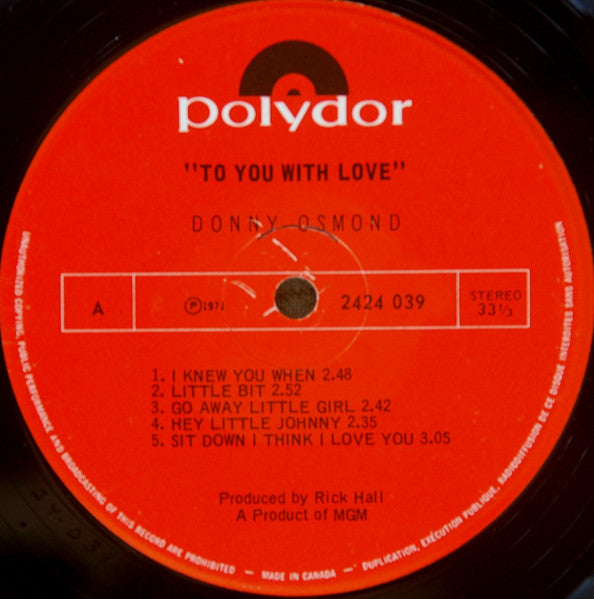 polydor
"TO YOU WITH LOVE"
DONNY OSMOND
A
℗1971
2424 039
STEREO
33⅓
1. I KNEW YOU WHEN 2.48
2. LITTLE BIT 2.52
3. GO AWAY LITTLE GIRL 2.42
4. HEY LITTLE JOHNNY 2.35
5. SIT DOWN I THINK I LOVE YOU 3.05
Produced by Rick Hall
A Product of MGM
UNAUTHORIZED COPYING, PUBLIC PERFORMANCE AND BROADCASTING OF THIS RECORD ARE PROHIBITED – MADE IN CANADA – DUPLICATION, EXÉCUTION PUBLIQUE, RADIODIFFUSION DE CE DISQUE INTERDITES SANS AUTORISATION